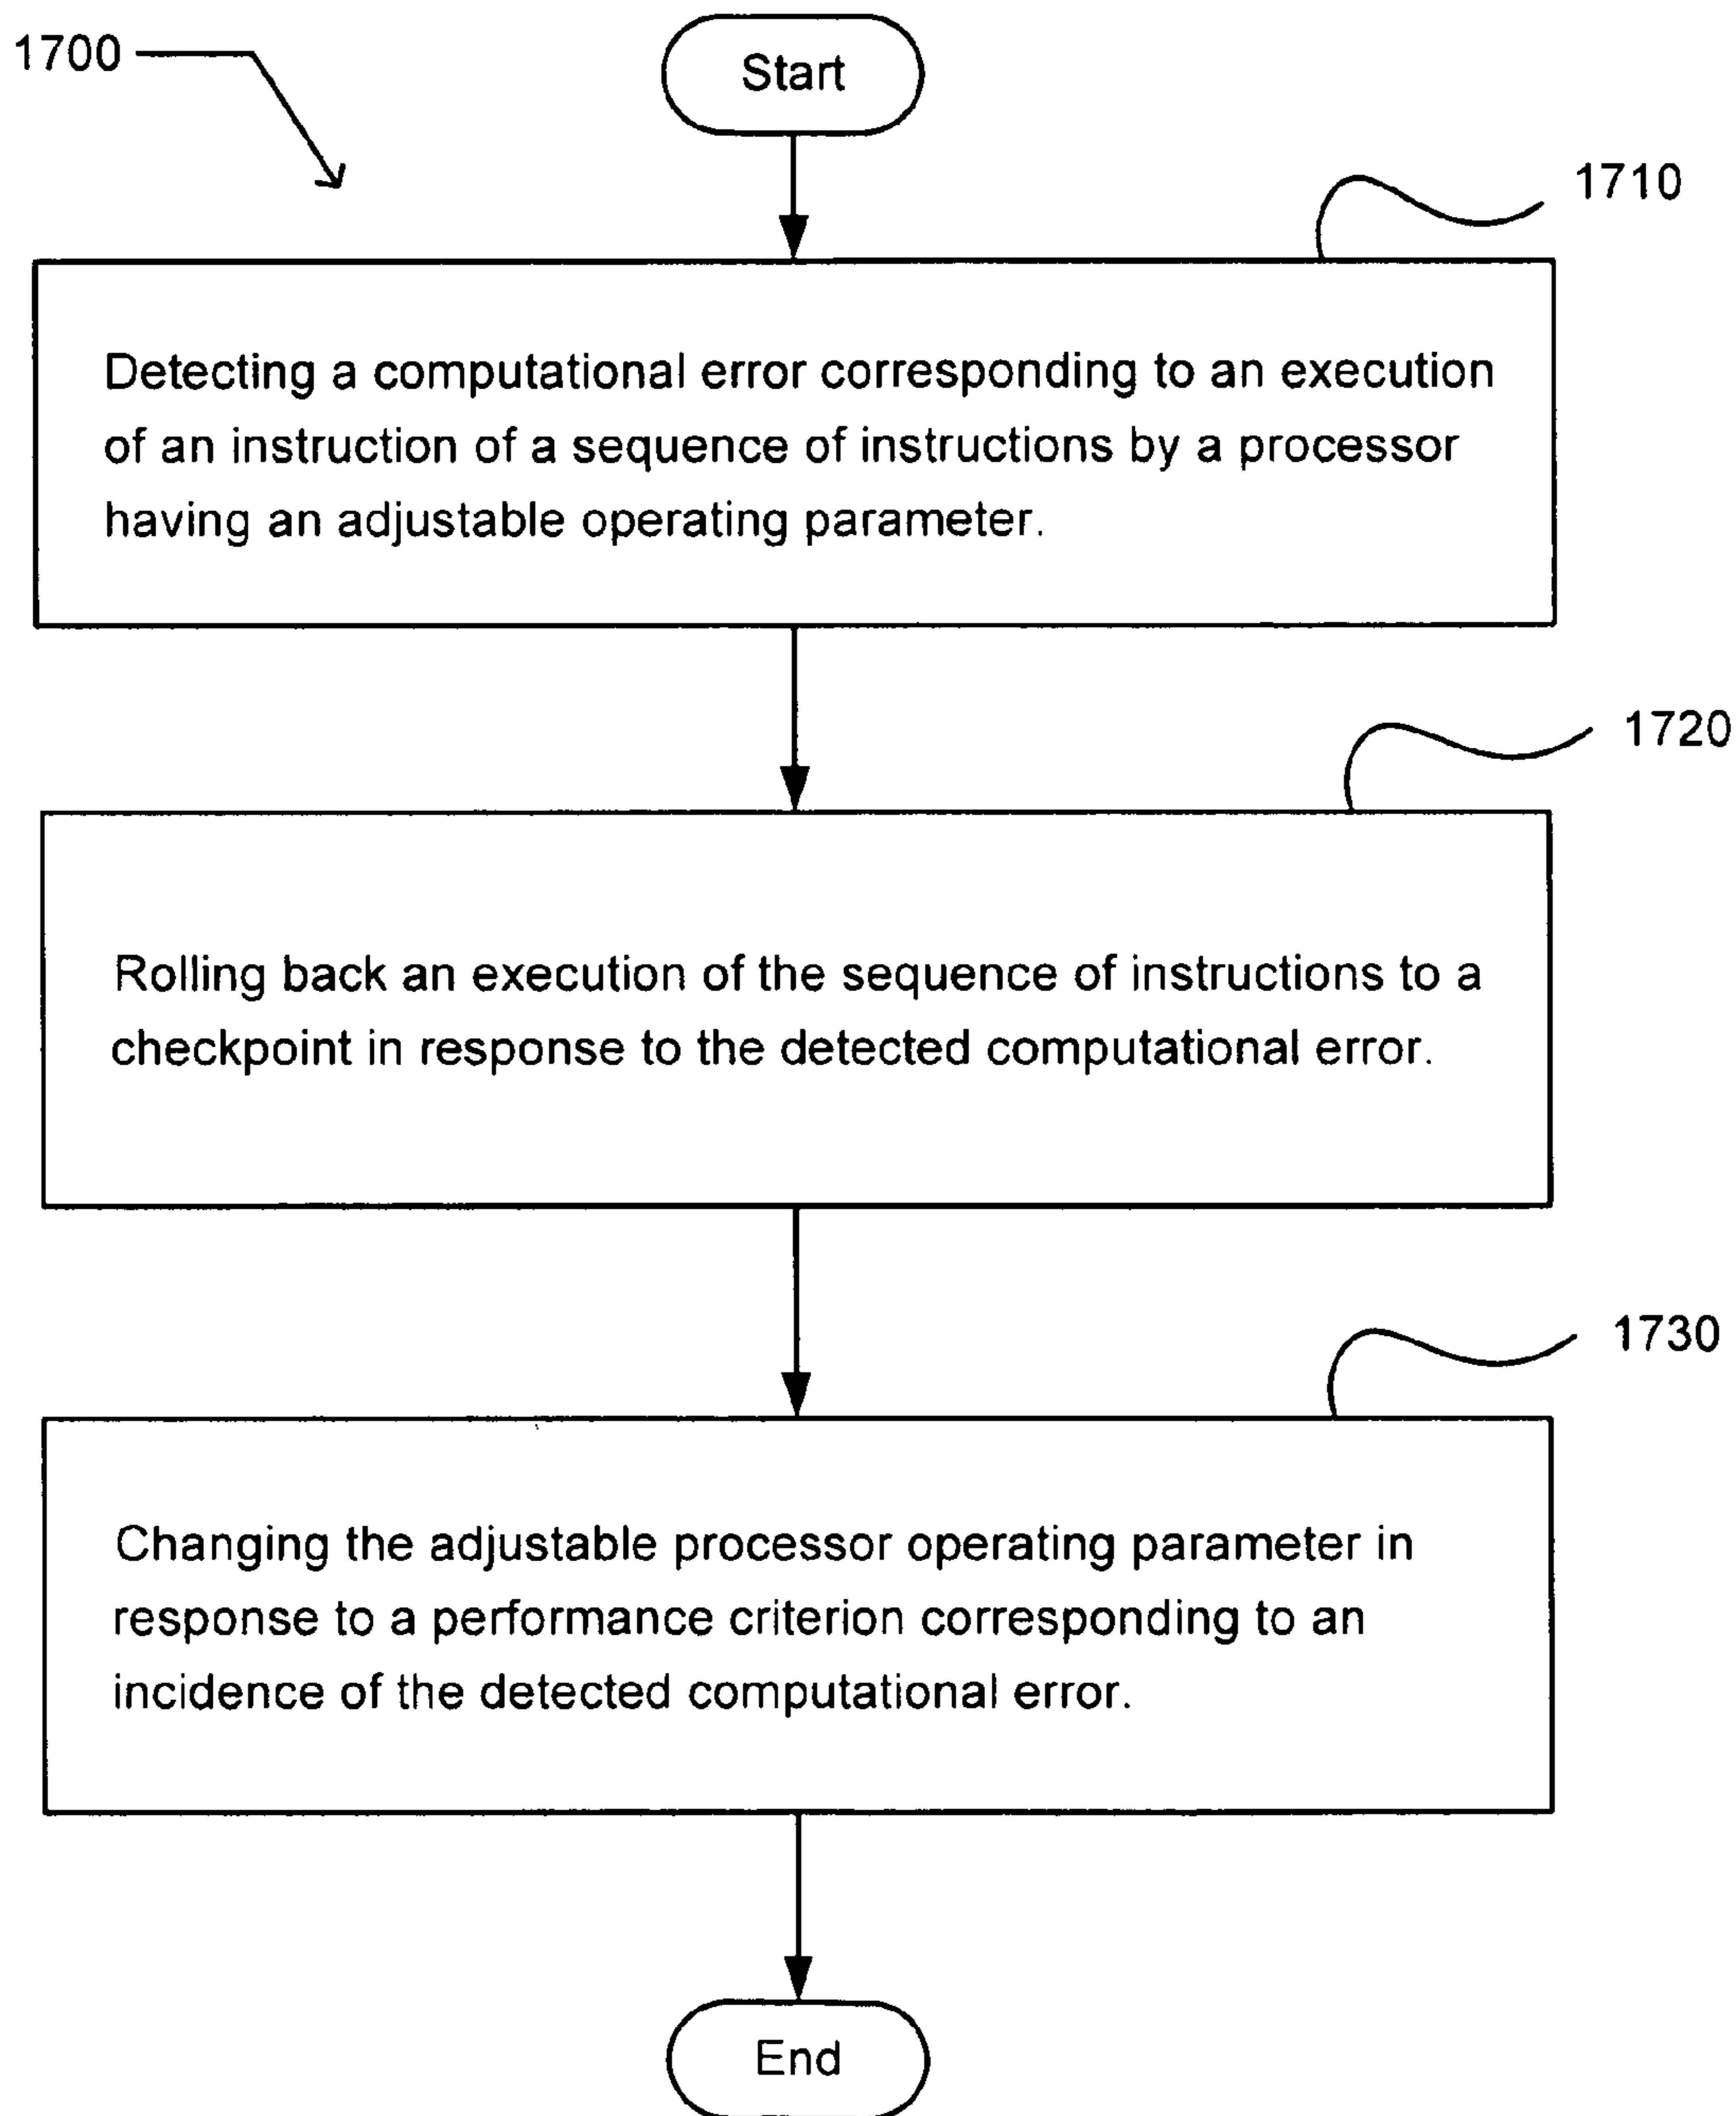 1700
Start
1710
Detecting a computational error corresponding to an execution
of an instruction of a sequence of instructions by a processor
having an adjustable operating parameter.
1720
Rolling back an execution of the sequence of instructions to a
checkpoint in response to the detected computational error.
1730
Changing the adjustable processor operating parameter in
response to a performance criterion corresponding to an
incidence of the detected computational error.
End